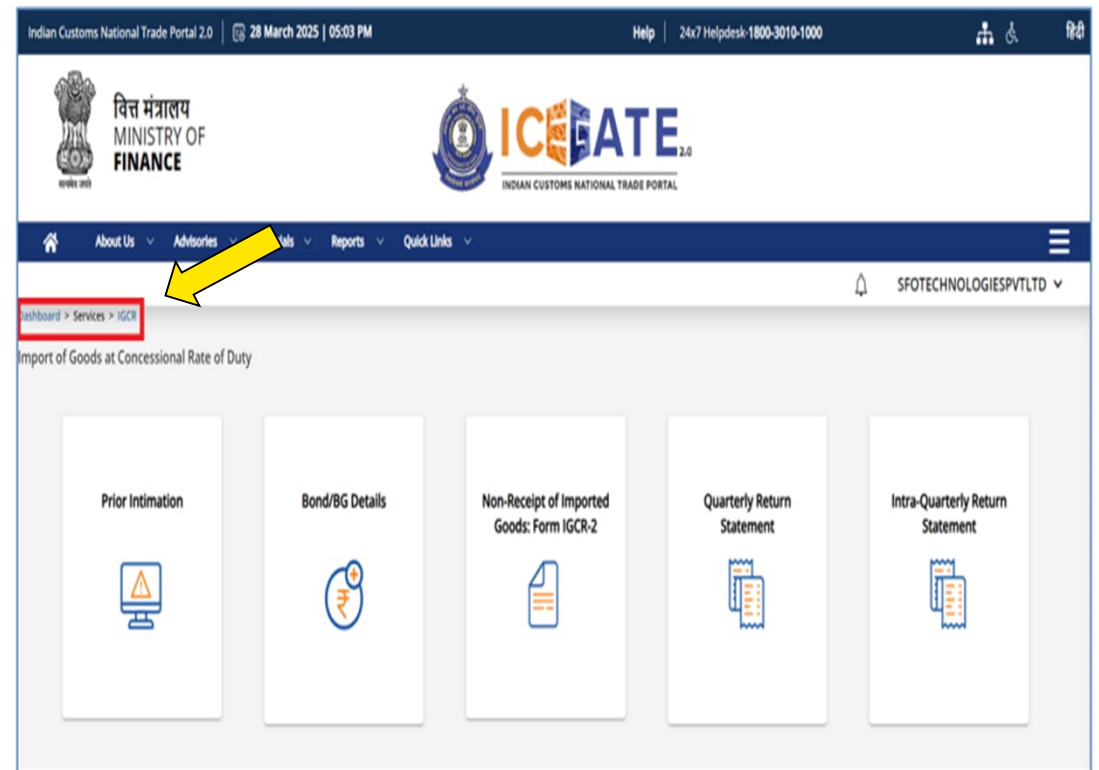 Indian Customs National Trade Portal 2.0 28 March 2025 | 05:03 PM Help 24x7 Helpdesk-1800-3010-1000 हिंदी
वित्त मंत्रालय
MINISTRY OF
FINANCE
सत्यमेव जयते
ICEGATE 2.0
INDIAN CUSTOMS NATIONAL TRADE PORTAL
About Us Advisories Reports Quick Links
SFOTECHNOLOGIESPVTLTD
Dashboard > Services > IGCR
Import of Goods at Concessional Rate of Duty
Prior Intimation
Bond/BG Details
Non-Receipt of Imported
Goods: Form IGCR-2
Quarterly Return
Statement
Intra-Quarterly Return
Statement